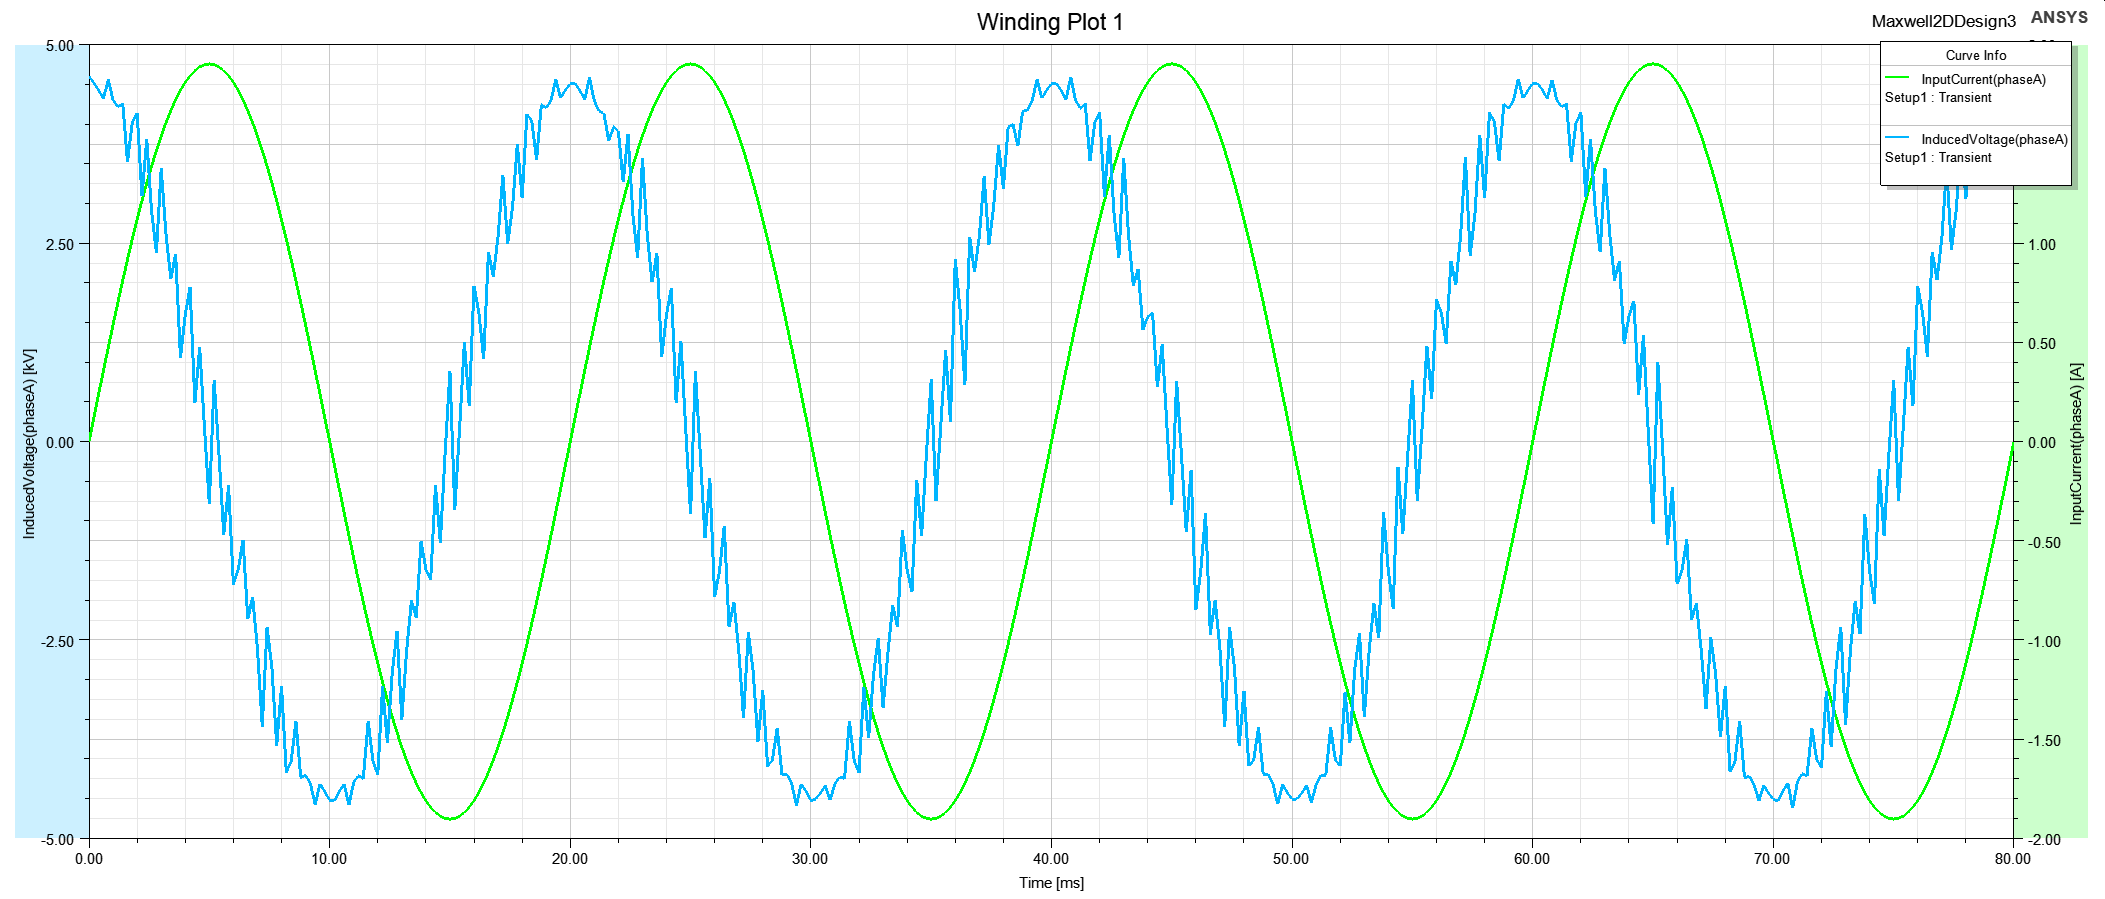 Winding Plot 1
Maxwell2DDesign3
ANSYS
Curve Info
InputCurrent(phaseA)
Setup1 : Transient
InducedVoltage(phaseA)
Setup1 : Transient
5.00
2.50
0.00
-2.50
-5.00
InducedVoltage(phaseA) [kV]
1.00
0.50
0.00
-0.50
-1.00
-1.50
-2.00
InputCurrent(phaseA) [A]
0.00 10.00 20.00 30.00 40.00 50.00 60.00 70.00 80.00
Time [ms]